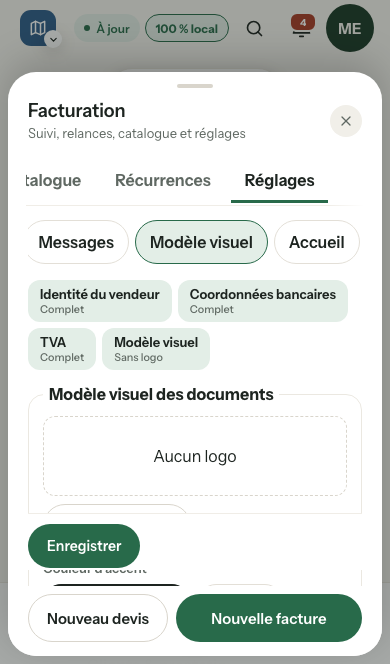 À jour
100 % local
4
ME
Facturation
Suivi, relances, catalogue et réglages
talogue
Récurrences
Réglages
Messages
Modèle visuel
Accueil
Identité du vendeur
Complet
Coordonnées bancaires
Complet
TVA
Complet
Modèle visuel
Sans logo
Modèle visuel des documents
Aucun logo
Enregistrer
Couleur d'accent
Nouveau devis
Nouvelle facture